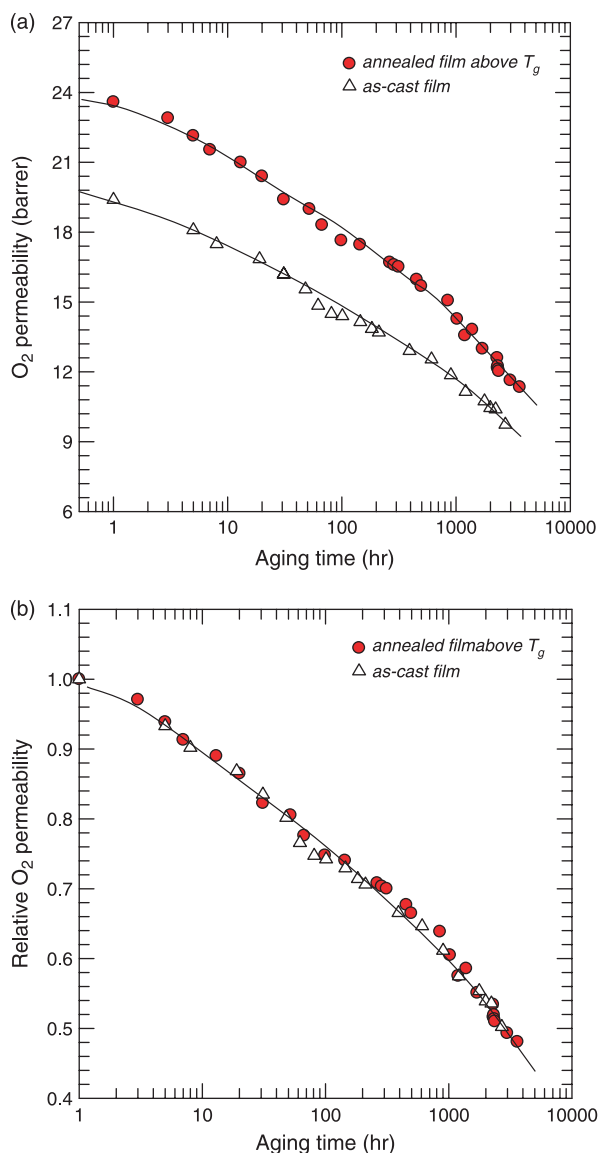 (a)
27
24
21
18
15
12
9
6
O2 permeability (barrer)
annealed film above Tg
as-cast film
1
10
100
1000
10000
Aging time (hr)
(b)
1.1
1.0
0.9
0.8
0.7
0.6
0.5
0.4
Relative O2 permeability
annealed filmabove Tg
as-cast film
1
10
100
1000
10000
Aging time (hr)